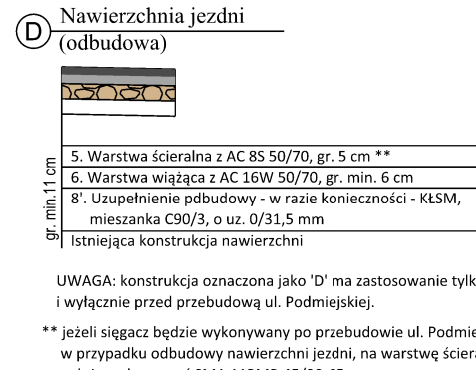 D
Nawierzchnia jezdni
(odbudowa)
gr. min.11 cm
5. Warstwa ścieralna z AC 8S 50/70, gr. 5 cm **
6. Warstwa wiążąca z AC 16W 50/70, gr. min. 6 cm
8'. Uzupełnienie pdbudowy - w razie konieczności - KŁSM,
mieszanka C90/3, o uz. 0/31,5 mm
Istniejąca konstrukcja nawierzchni
UWAGA: konstrukcja oznaczona jako 'D' ma zastosowanie tylk
i wyłącznie przed przebudową ul. Podmiejskiej.
** jeżeli sięgacz będzie wykonywany po przebudowie ul. Podmie
w przypadku odbudowy nawierzchni jezdni, na warstwę ściera